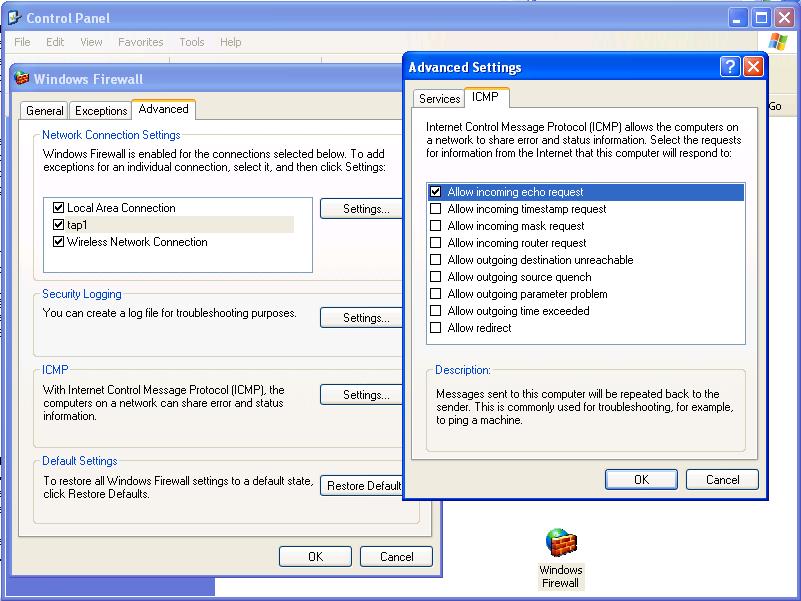 Control Panel
File Edit View Favorites Tools Help
Go
Windows Firewall
General Exceptions Advanced
Network Connection Settings
Windows Firewall is enabled for the connections selected below. To add
exceptions for an individual connection, select it, and then click Settings:
Local Area Connection
tap1
Wireless Network Connection
Settings...
Security Logging
You can create a log file for troubleshooting purposes.
Settings...
ICMP
With Internet Control Message Protocol (ICMP), the
computers on a network can share error and status
information.
Settings...
Default Settings
To restore all Windows Firewall settings to a default state,
click Restore Defaults.
Restore Default
OK Cancel
Advanced Settings
Services ICMP
Internet Control Message Protocol (ICMP) allows the computers on
a network to share error and status information. Select the requests
for information from the Internet that this computer will respond to:
Allow incoming echo request
Allow incoming timestamp request
Allow incoming mask request
Allow incoming router request
Allow outgoing destination unreachable
Allow outgoing source quench
Allow outgoing parameter problem
Allow outgoing time exceeded
Allow redirect
Description:
Messages sent to this computer will be repeated back to the
sender. This is commonly used for troubleshooting, for example,
to ping a machine.
OK Cancel
Windows
Firewall